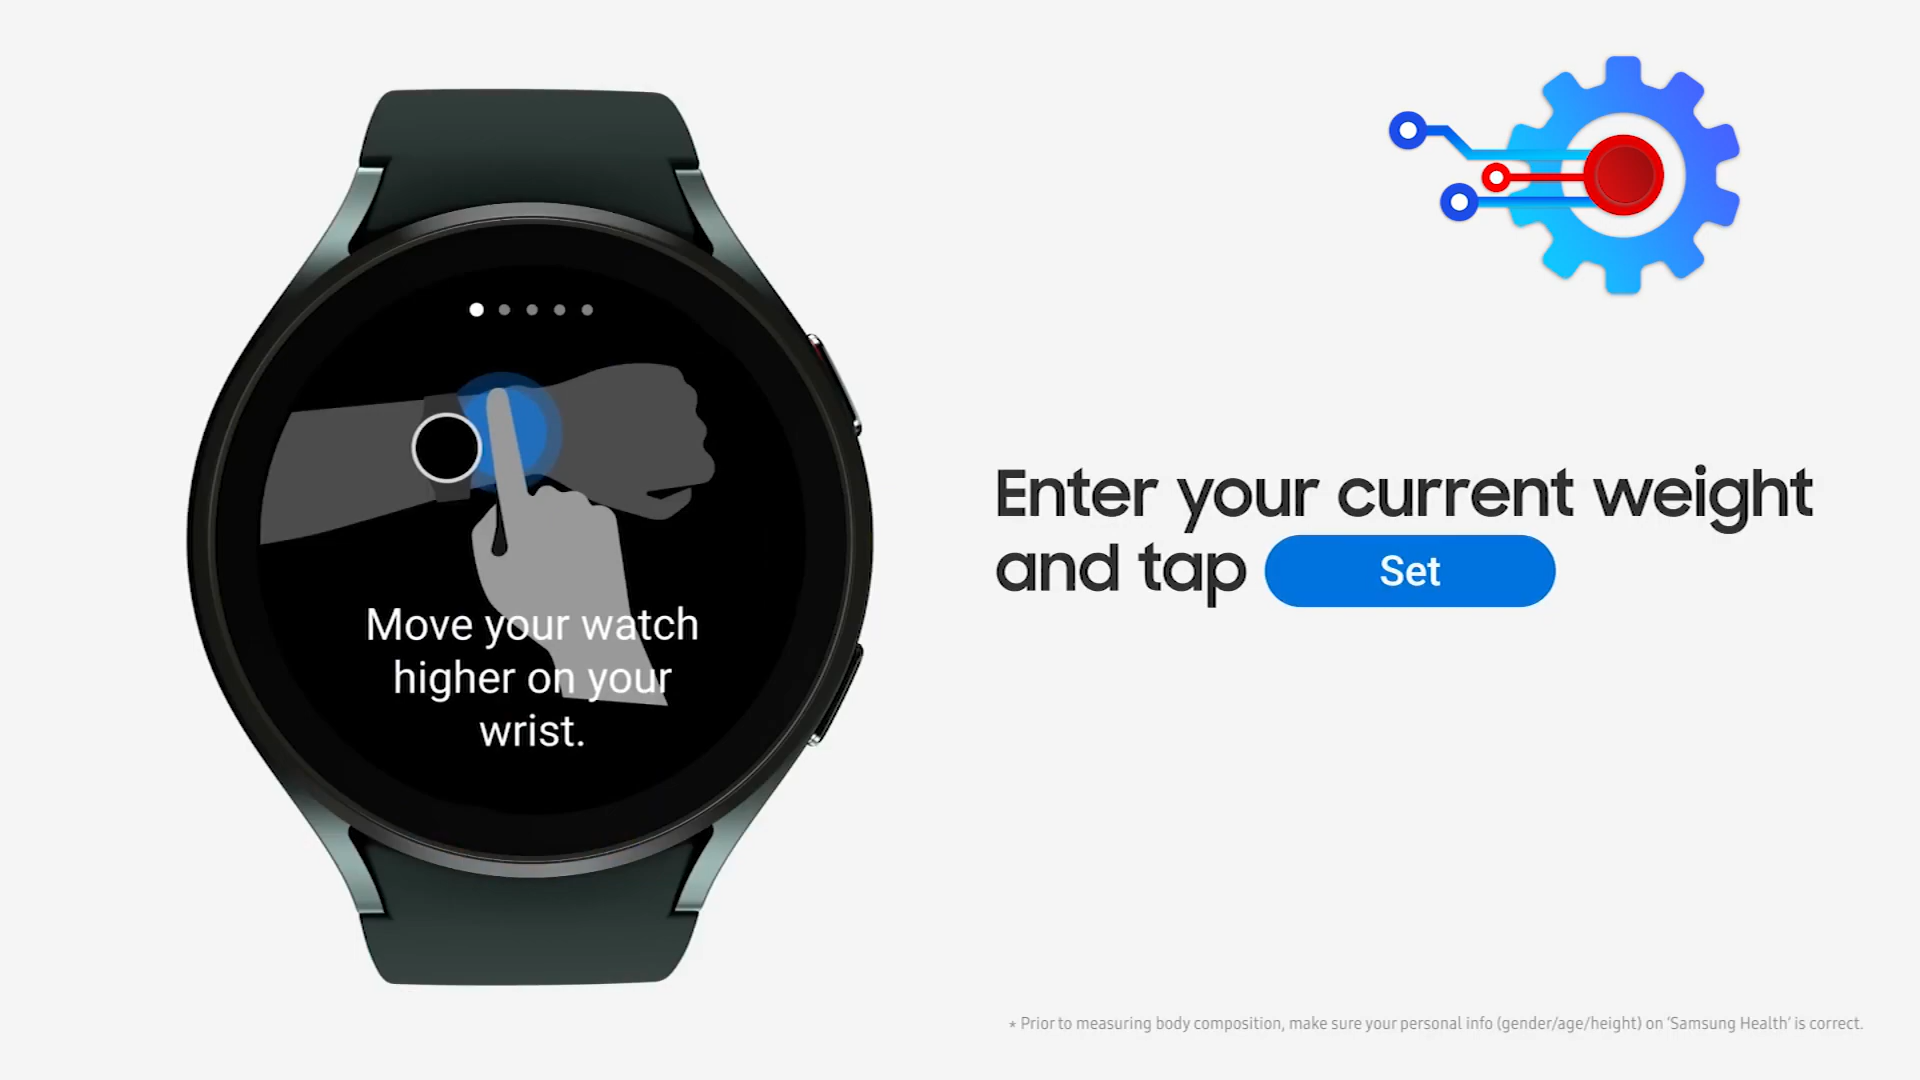 Move your watch
higher on your
wrist.
Enter your current weight
and tap Set
* Prior to measuring body composition, make sure your personal info (gender/age/height) on ‘Samsung Health’ is correct.